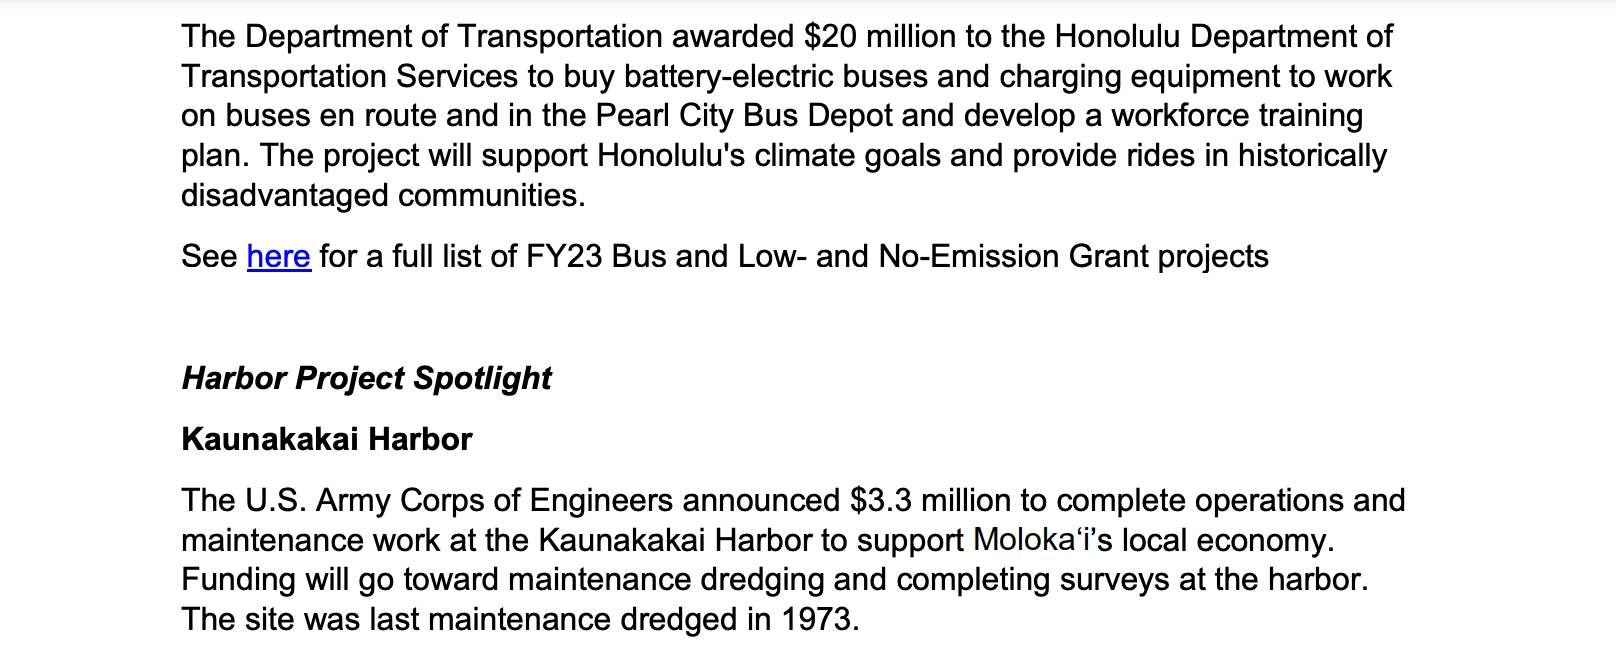 The Department of Transportation awarded $20 million to the Honolulu Department of
Transportation Services to buy battery-electric buses and charging equipment to work
on buses en route and in the Pearl City Bus Depot and develop a workforce training
plan. The project will support Honolulu's climate goals and provide rides in historically
disadvantaged communities.
See here for a full list of FY23 Bus and Low- and No-Emission Grant projects
Harbor Project Spotlight
Kaunakakai Harbor
The U.S. Army Corps of Engineers announced $3.3 million to complete operations and
maintenance work at the Kaunakakai Harbor to support Molokaʻi’s local economy.
Funding will go toward maintenance dredging and completing surveys at the harbor.
The site was last maintenance dredged in 1973.